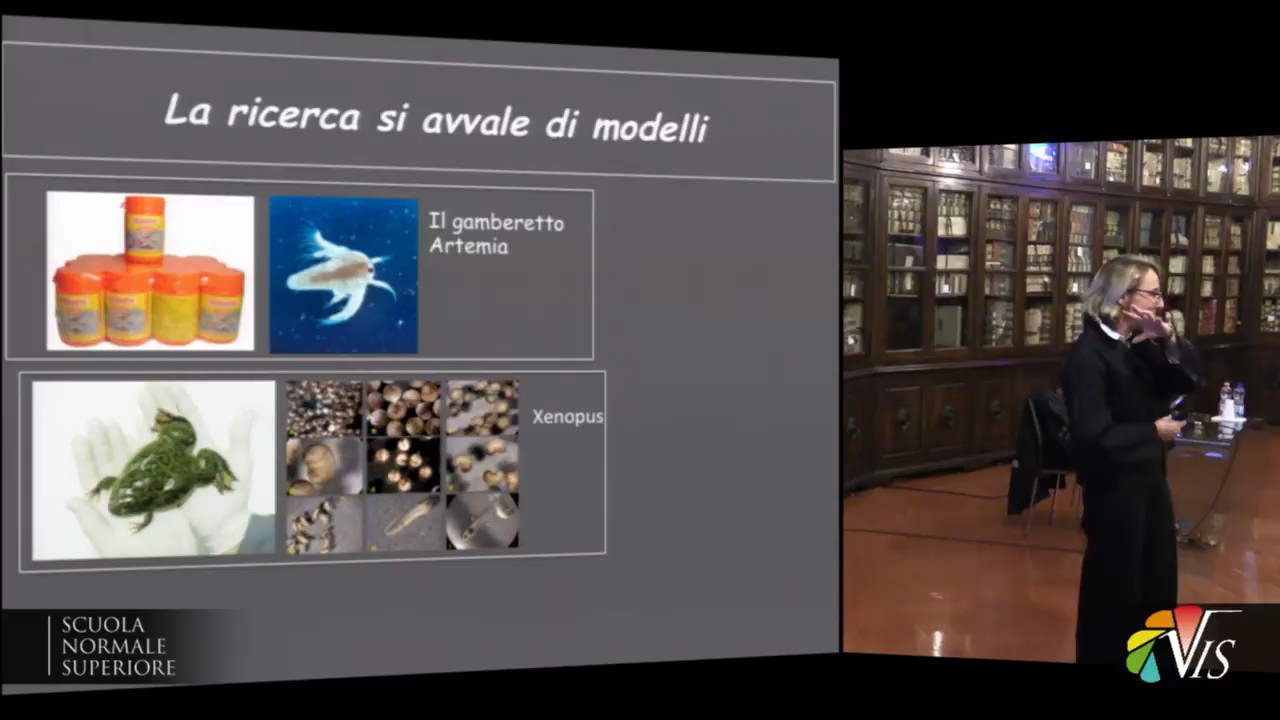 La ricerca si avvale di modelli
Il gamberetto
Artemia
Xenopus
SCUOLA
NORMALE
SUPERIORE
VIS